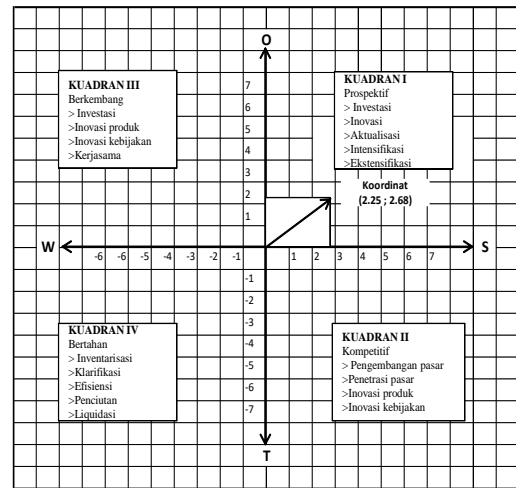 O
KUADRAN III
Berkembang
> Investasi
>Inovasi produk
>Inovasi kebijakan
>Kerjasama
KUADRAN I
Prospektif
> Investasi
>Inovasi
>Aktualisasi
>Intensifikasi
>Ekstensifikasi
7
6
5
4
3
2
1
Koordinat
(2.25 ; 2.68)
W
-6 -6 -5 -4 -3 -2 -1 1 2 3 4 5 6 7
S
-1
-2
-3
-4
-5
-6
-7
KUADRAN IV
Bertahan
> Inventarisasi
>Klarifikasi
>Efisiensi
>Penciutan
>Liquidasi
KUADRAN II
Kompetitif
> Pengembangan pasar
>Penetrasi pasar
>Inovasi produk
>Inovasi kebijakan
T